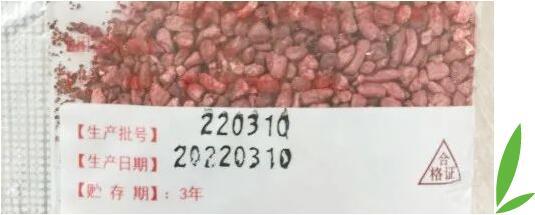 【生产批号】 220310
【生产日期】 20220310
【贮 存 期】：3年
合
格证